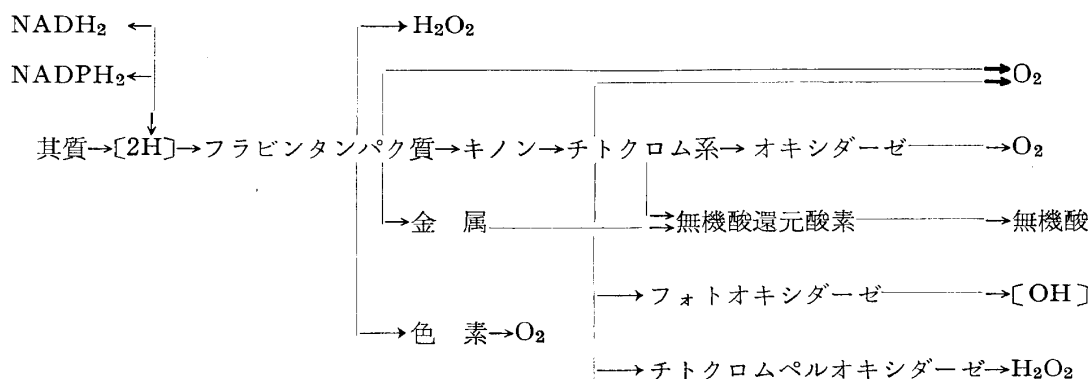 NADH₂ ← → H₂O₂
NADPH₂ ← → O₂
其質→〔2H〕→フラビンタンパク質→キノン→チトクロム系→オキシダーゼ→O₂
→金 属→無機酸還元酸素→無機酸
→フォトオキシダーゼ→〔OH〕
→色 素→O₂
→チトクロムペルオキシダーゼ→H₂O₂